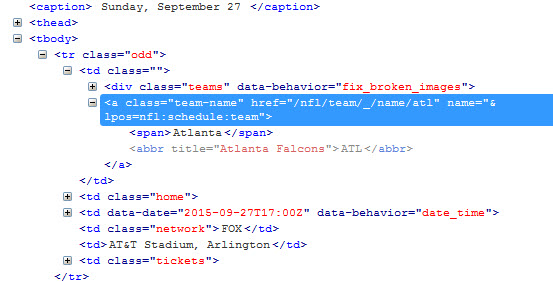 <caption> Sunday, September 27 </caption>
<thead>
<tbody>
<tr class="odd">
<td class="">
<div class="teams" data-behavior="fix_broken_images">
<a class="team-name" href="/nfl/team/_/name/atl" name="&
lpos=nfl:schedule:team">
<span>Atlanta</span>
<abbr title="Atlanta Falcons">ATL</abbr>
</a>
</td>
<td class="home">
<td data-date="2015-09-27T17:00Z" data-behavior="date_time">
<td class="network">FOX</td>
<td>AT&T Stadium, Arlington</td>
<td class="tickets">
</tr>